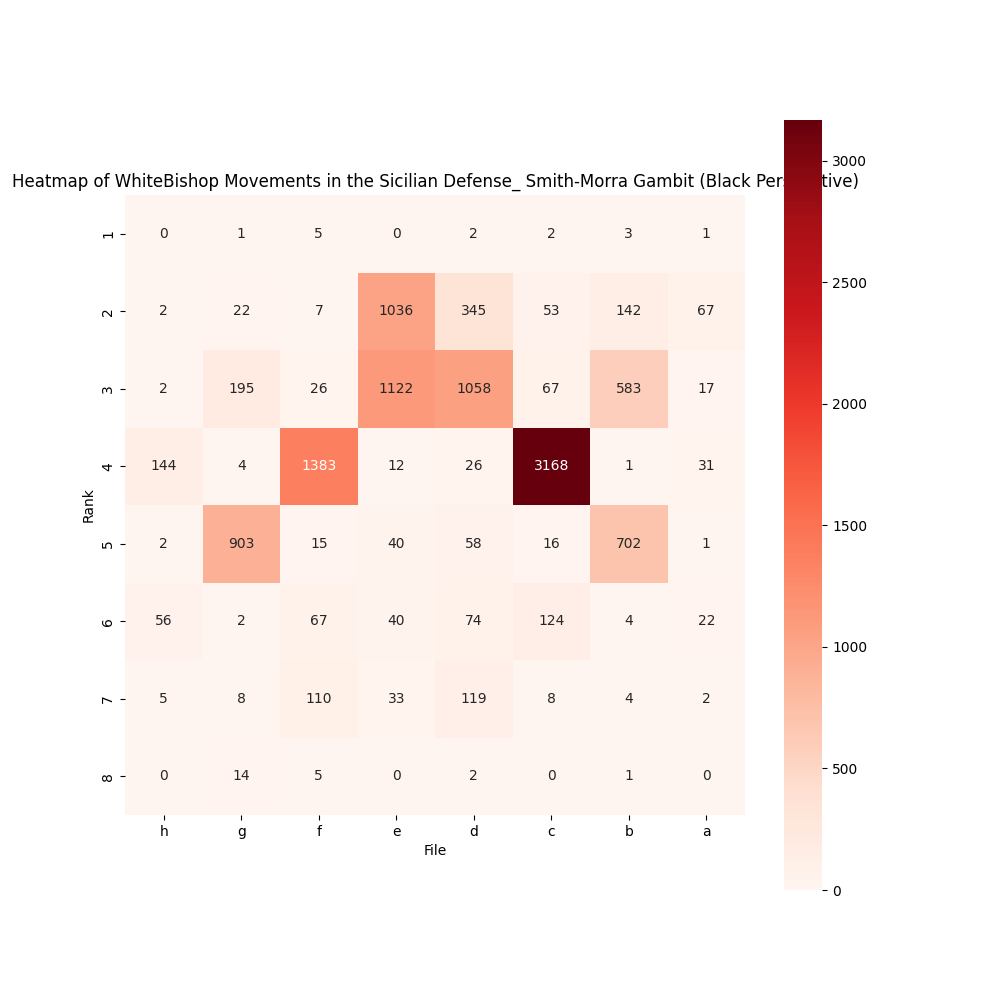 Heatmap of WhiteBishop Movements in the Sicilian Defense_ Smith-Morra Gambit (Black Per tive)
3000
1 0 1 5 0 2 2 3 1
2500
2 2 22 7 1036 345 53 142 67
3 2 195 26 1122 1058 67 583 17
2000
4 144 4 1383 12 26 3168 1 31
Rank
1500
5 2 903 15 40 58 16 702 1
6 56 2 67 40 74 124 4 22
1000
7 5 8 110 33 119 8 4 2
500
8 0 14 5 0 2 0 1 0
h g f e d c b a
File
0